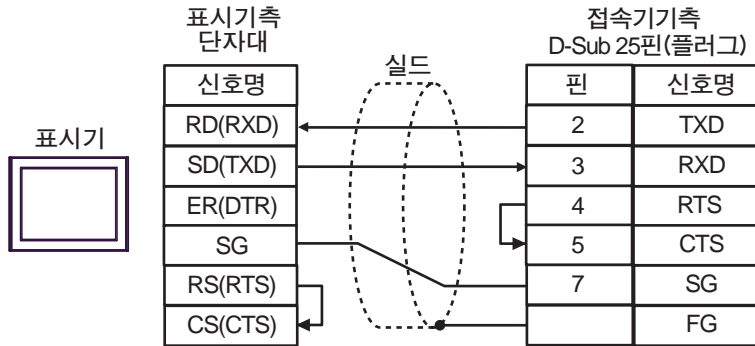 표시기
표시기측
단자대
신호명
RD(RXD)
SD(TXD)
ER(DTR)
SG
RS(RTS)
CS(CTS)
실드
접속기기측
D-Sub 25핀(플러그)
핀 신호명
2 TXD
3 RXD
4 RTS
5 CTS
7 SG
FG